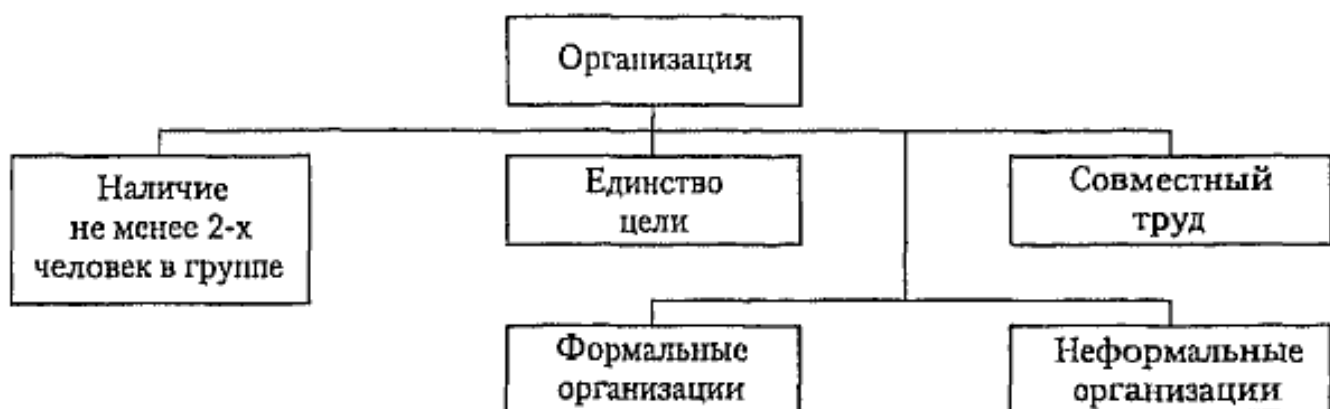 Организация
Наличие
не менее 2-х
человек в группе
Единство
цели
Совместный
труд
Формальные
организации
Неформальные
организации